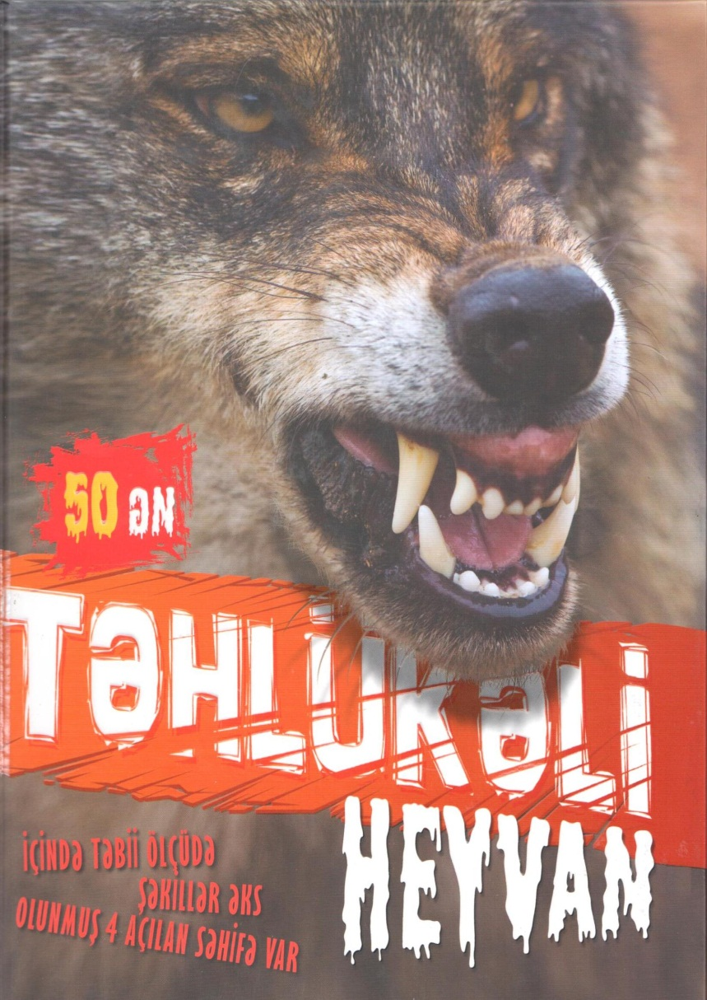 50 ƏN
TƏHLÜKƏLİ
HEYVAN
İÇİNDƏ TƏBİİ ÖLÇÜDƏ
ŞƏKİLLƏR ƏKS
OLUNMUŞ 4 AÇILAN SƏHİFƏ VAR